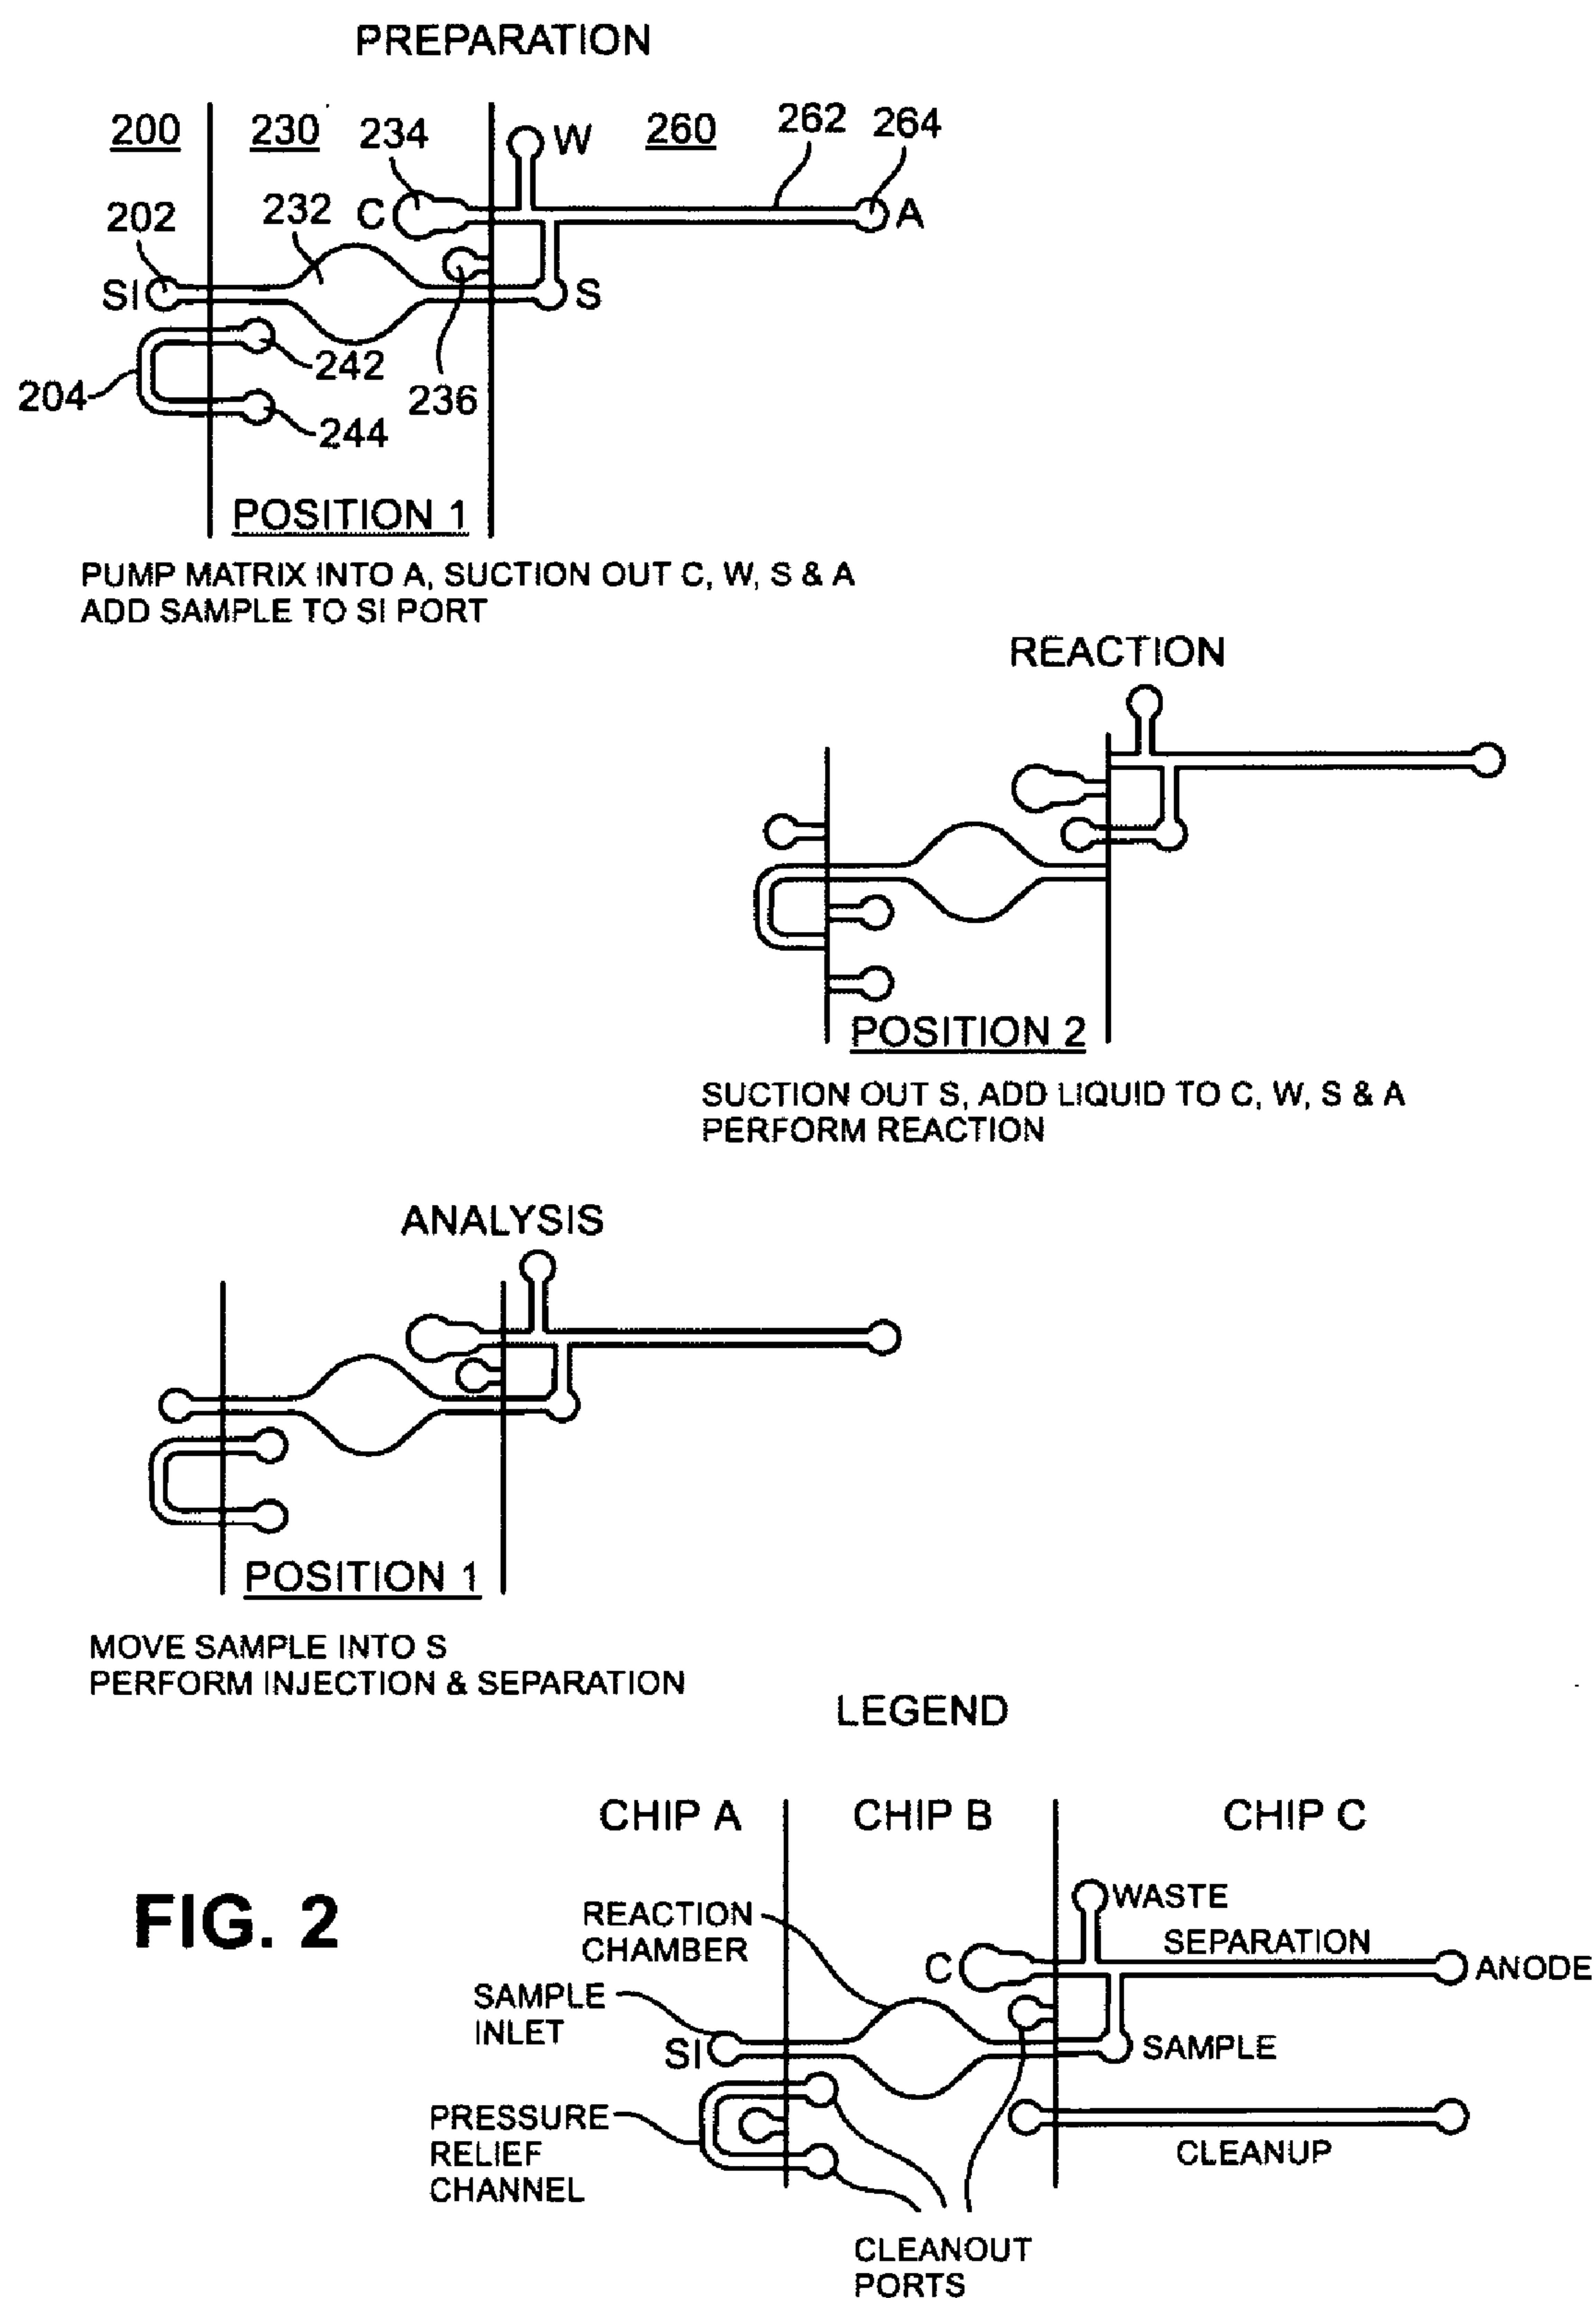 PREPARATION
200
230
234
W
260
262
264
202
232
C
A
SI
S
204
242
236
244
POSITION 1
PUMP MATRIX INTO A, SUCTION OUT C, W, S & A
ADD SAMPLE TO SI PORT
REACTION
POSITION 2
SUCTION OUT S, ADD LIQUID TO C, W, S & A
PERFORM REACTION
ANALYSIS
POSITION 1
MOVE SAMPLE INTO S
PERFORM INJECTION & SEPARATION
LEGEND
CHIP A
CHIP B
CHIP C
FIG. 2
REACTION
CHAMBER
WASTE
SEPARATION
C
ANODE
SAMPLE
INLET
SI
SAMPLE
PRESSURE
RELIEF
CHANNEL
CLEANUP
CLEANOUT
PORTS